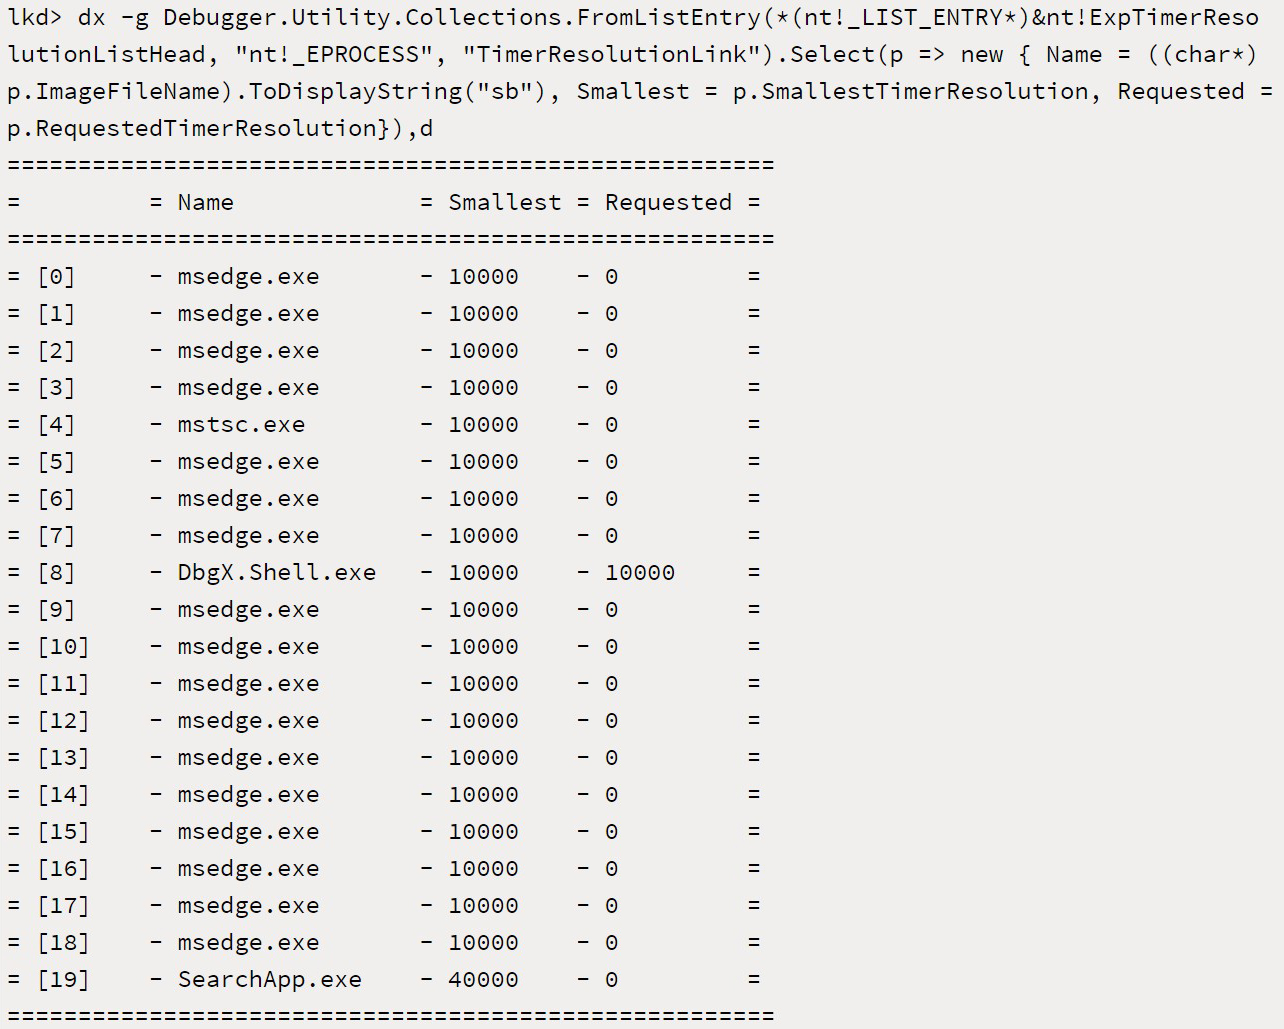 lkd> dx -g Debugger.Utility.Collections.FromListEntry(*(nt!_LIST_ENTRY*)&nt!ExpTimerReso
lutionListHead, "nt!_EPROCESS", "TimerResolutionLink").Select(p => new { Name = ((char*)
p.ImageFileName).ToDisplayString("sb"), Smallest = p.SmallestTimerResolution, Requested =
p.RequestedTimerResolution}),d
======================================================
=         = Name             = Smallest = Requested =
======================================================
= [0]     - msedge.exe       - 10000    - 0         =
= [1]     - msedge.exe       - 10000    - 0         =
= [2]     - msedge.exe       - 10000    - 0         =
= [3]     - msedge.exe       - 10000    - 0         =
= [4]     - mstsc.exe        - 10000    - 0         =
= [5]     - msedge.exe       - 10000    - 0         =
= [6]     - msedge.exe       - 10000    - 0         =
= [7]     - msedge.exe       - 10000    - 0         =
= [8]     - DbgX.Shell.exe   - 10000    - 10000     =
= [9]     - msedge.exe       - 10000    - 0         =
= [10]    - msedge.exe       - 10000    - 0         =
= [11]    - msedge.exe       - 10000    - 0         =
= [12]    - msedge.exe       - 10000    - 0         =
= [13]    - msedge.exe       - 10000    - 0         =
= [14]    - msedge.exe       - 10000    - 0         =
= [15]    - msedge.exe       - 10000    - 0         =
= [16]    - msedge.exe       - 10000    - 0         =
= [17]    - msedge.exe       - 10000    - 0         =
= [18]    - msedge.exe       - 10000    - 0         =
= [19]    - SearchApp.exe    - 40000    - 0         =
======================================================